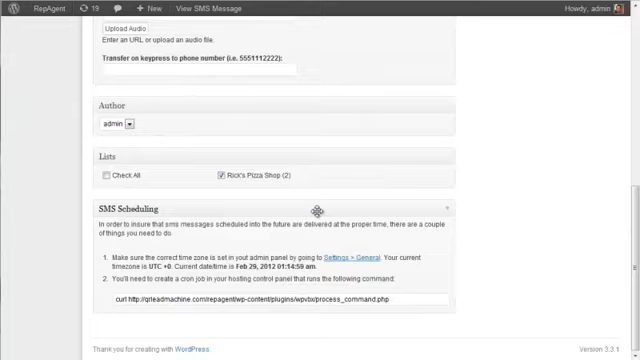 RepAgent 19 New View SMS Message Howdy, admin
Upload Audio
Enter an URL or upload an audio file.
Transfer on keypress to phone number (i.e. 5551112222):
Author
admin
Lists
Check All Rick's Pizza Shop (2)
SMS Scheduling
In order to insure that sms messages scheduled into the future are delivered at the proper time, there are a couple
of things you need to do.
1. Make sure the correct time zone is set in your admin panel by going to Settings > General. Your current
timezone is UTC +0. Current date/time is Feb 29, 2012 01:14:59 am.
2. You'll need to create a cron job in your hosting control panel that runs the following command:
curl http://qrleadmachine.com/repagent/wp-content/plugins/wpvbx/process_command.php
Thank you for creating with WordPress. Version 3.3.1